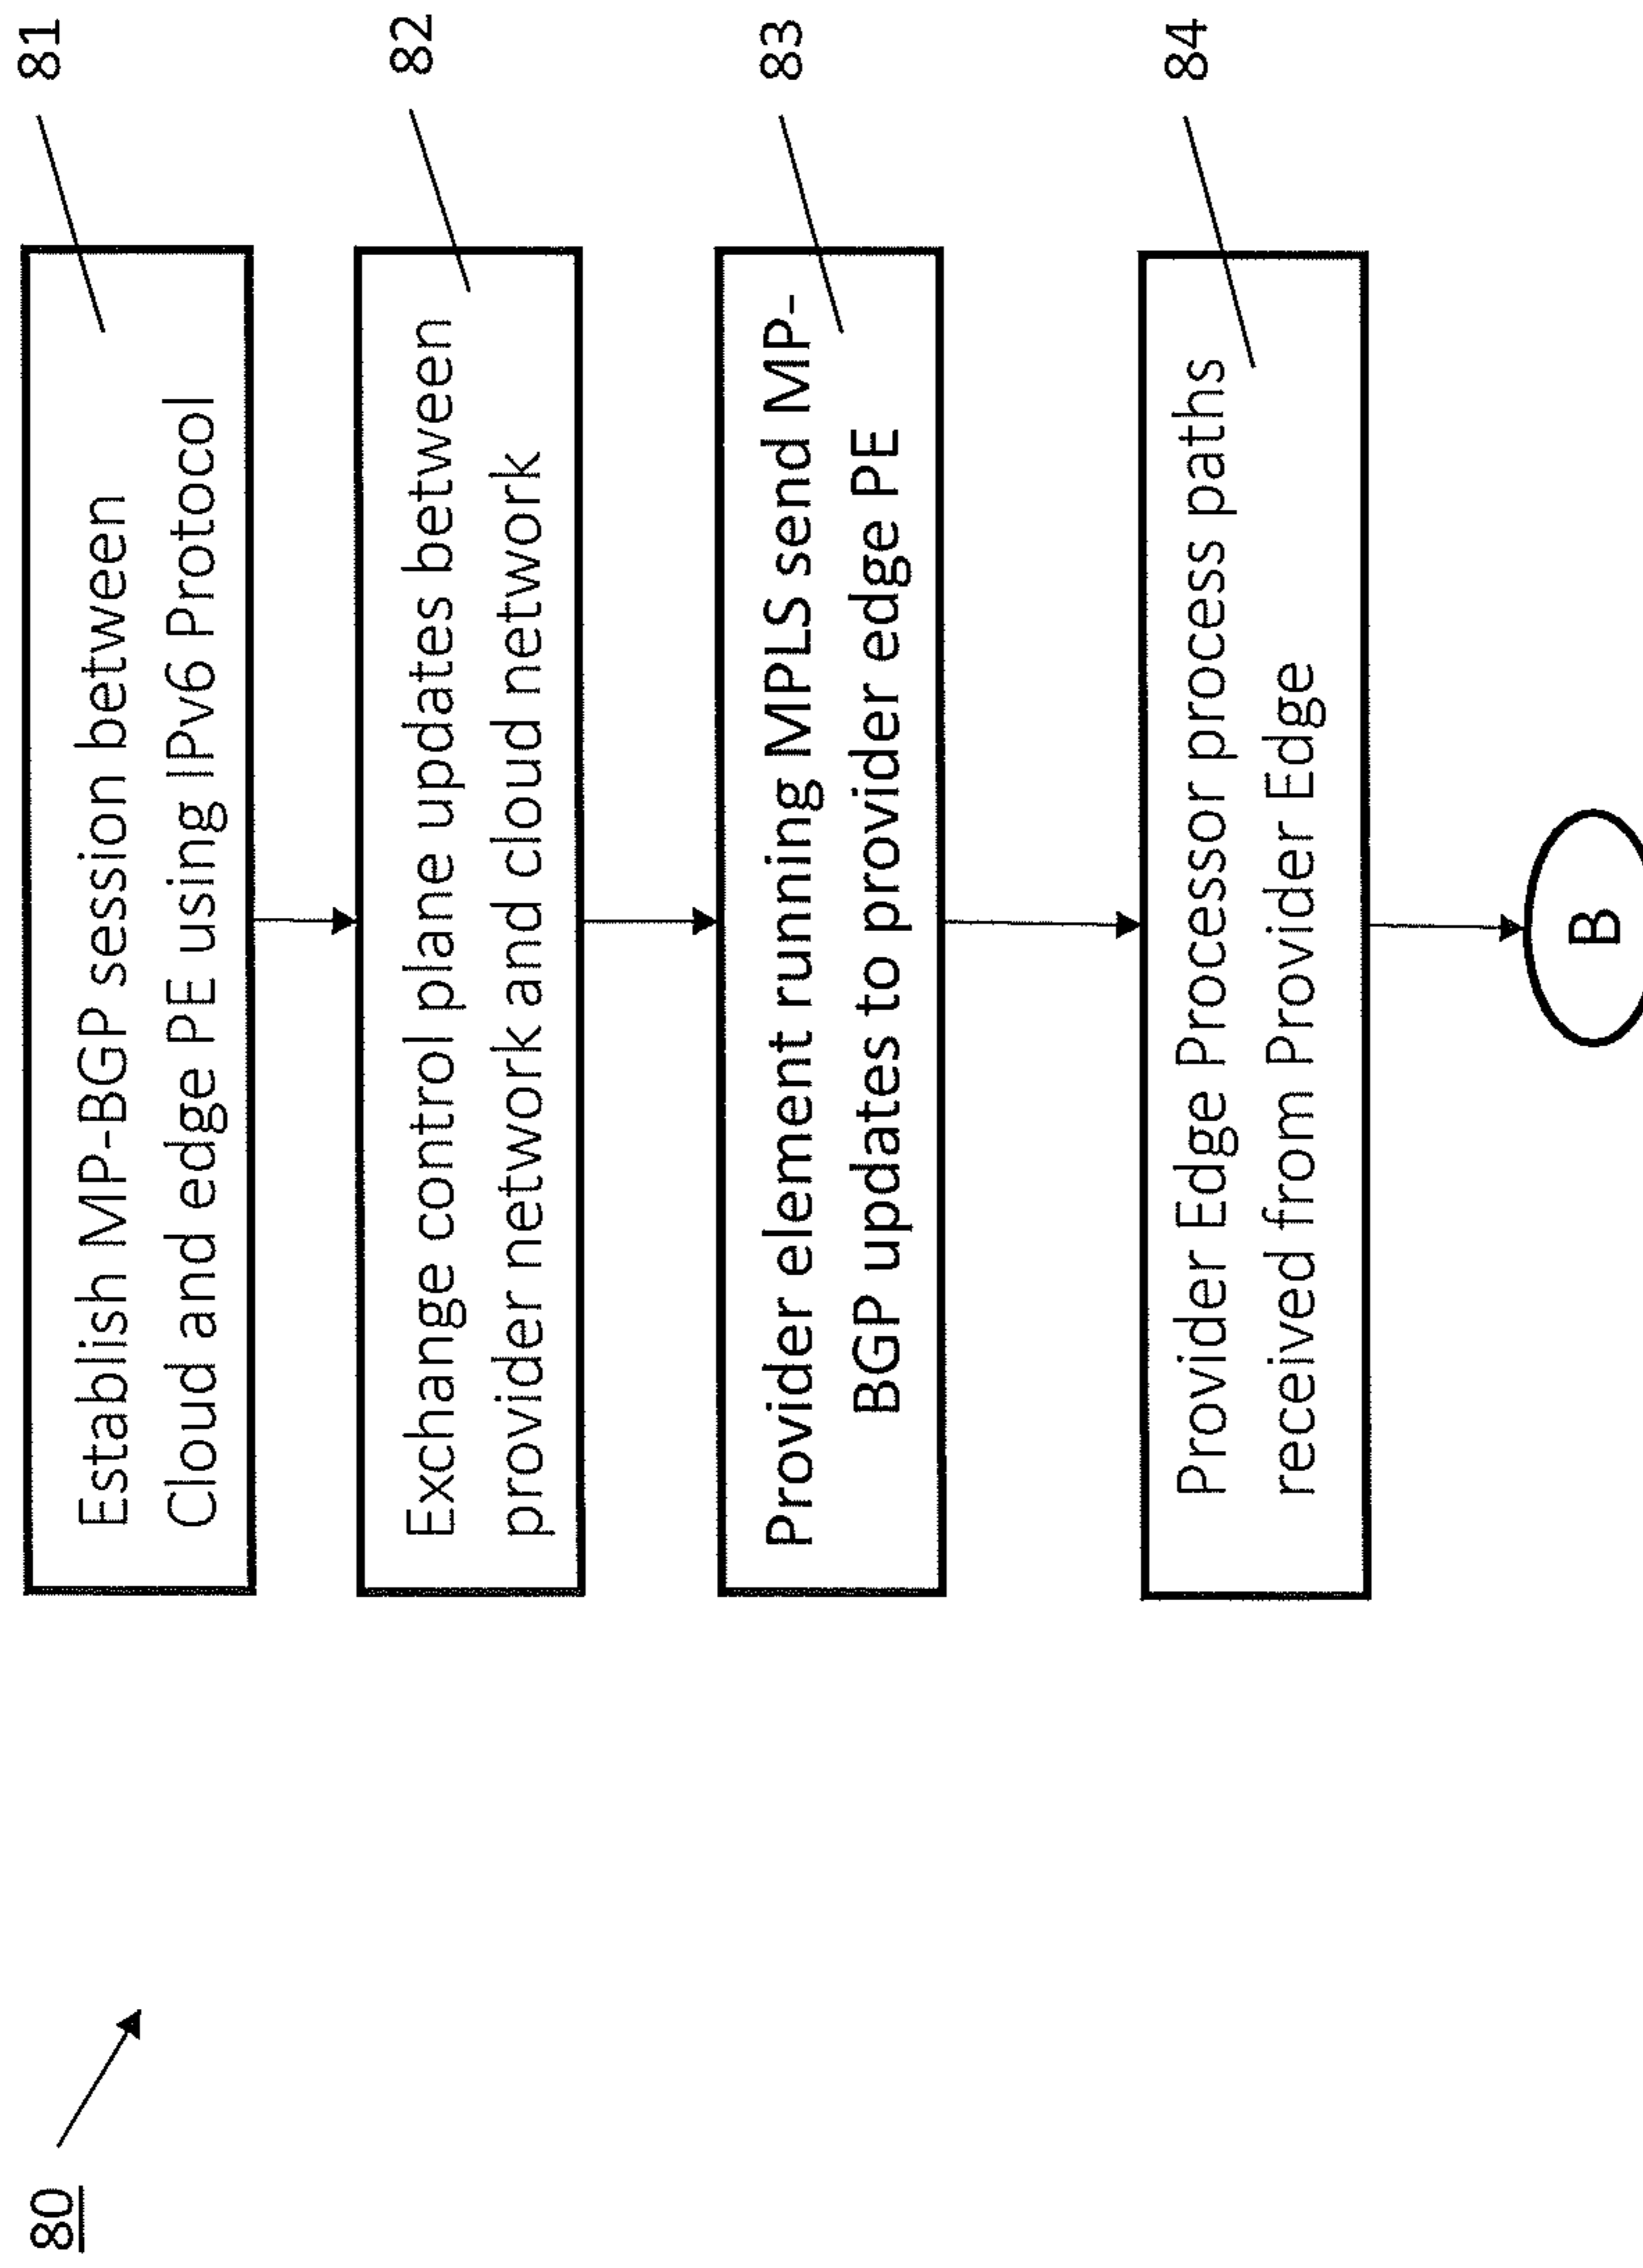 80
81
Establish MP-BGP session between
Cloud and edge PE using IPv6 Protocol
82
Exchange control plane updates between
provider network and cloud network
83
Provider element running MPLS send MP-
BGP updates to provider edge PE
84
Provider Edge Processor process paths
received from Provider Edge
B